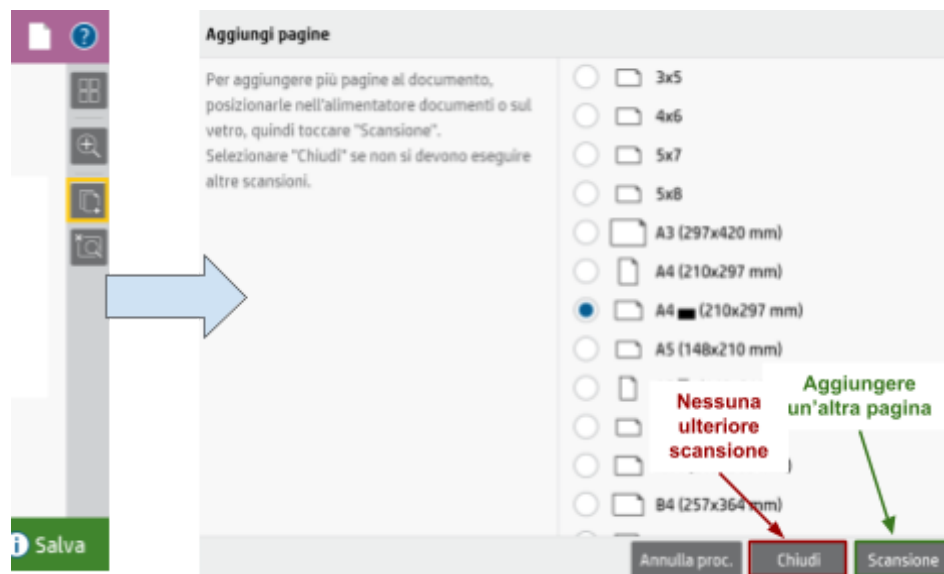 Aggiungi pagine
Per aggiungere più pagine al documento,
posizionarle nell'alimentatore documenti o sul
vetro, quindi toccare "Scansione".
Selezionare "Chiudi" se non si devono eseguire
altre scansioni.
3x5
4x6
5x7
5x8
A3 (297x420 mm)
A4 (210x297 mm)
A4 (210x297 mm)
A5 (148x210 mm)
Nessuna
ulteriore
scansione
Aggiungere
un'altra pagina
B4 (257x364 mm)
Salva
Annulla proc.
Chiudi
Scansione